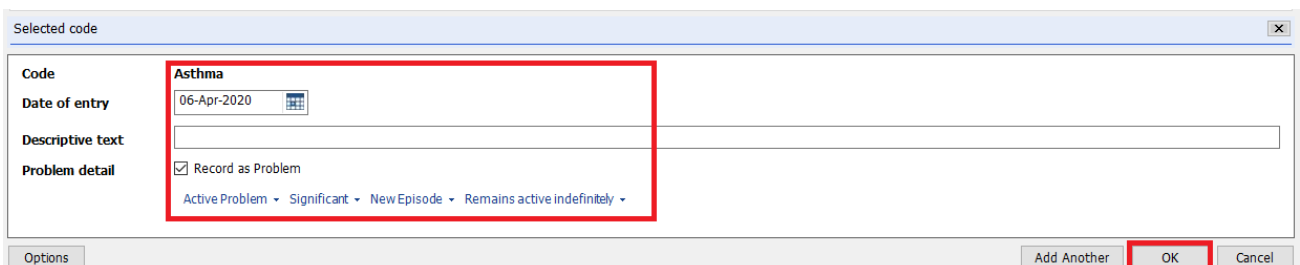 Selected code
Code Asthma
Date of entry 06-Apr-2020
Descriptive text
Problem detail Record as Problem
Active Problem Significant New Episode Remains active indefinitely
Options Add Another OK Cancel